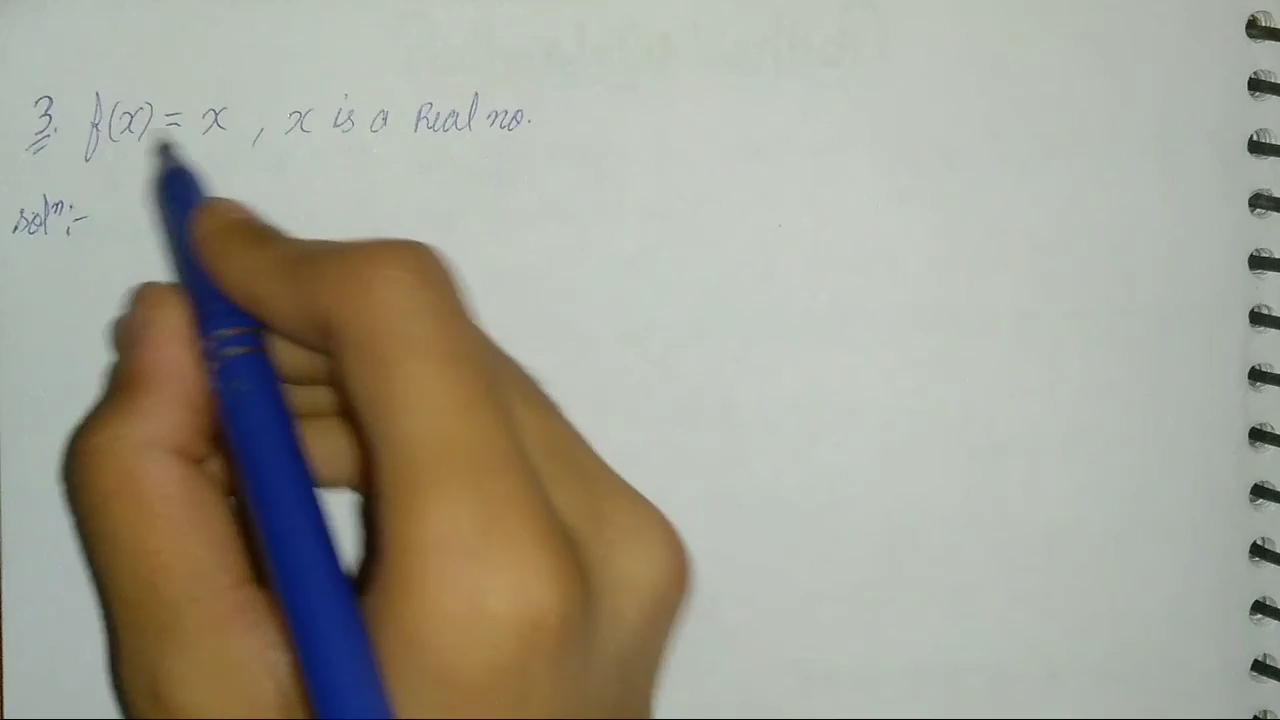 3. f(x) = x , x is a Real no.
solⁿ:-